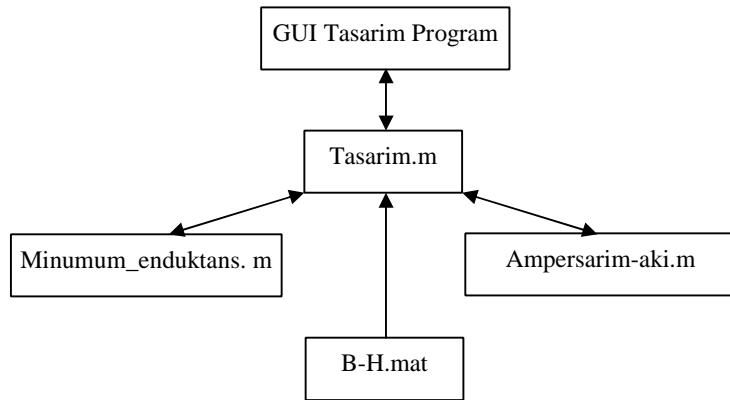 GUI Tasarim Program
Tasarim.m
Minumum_enduktans. m
Ampersarim-aki.m
B-H.mat